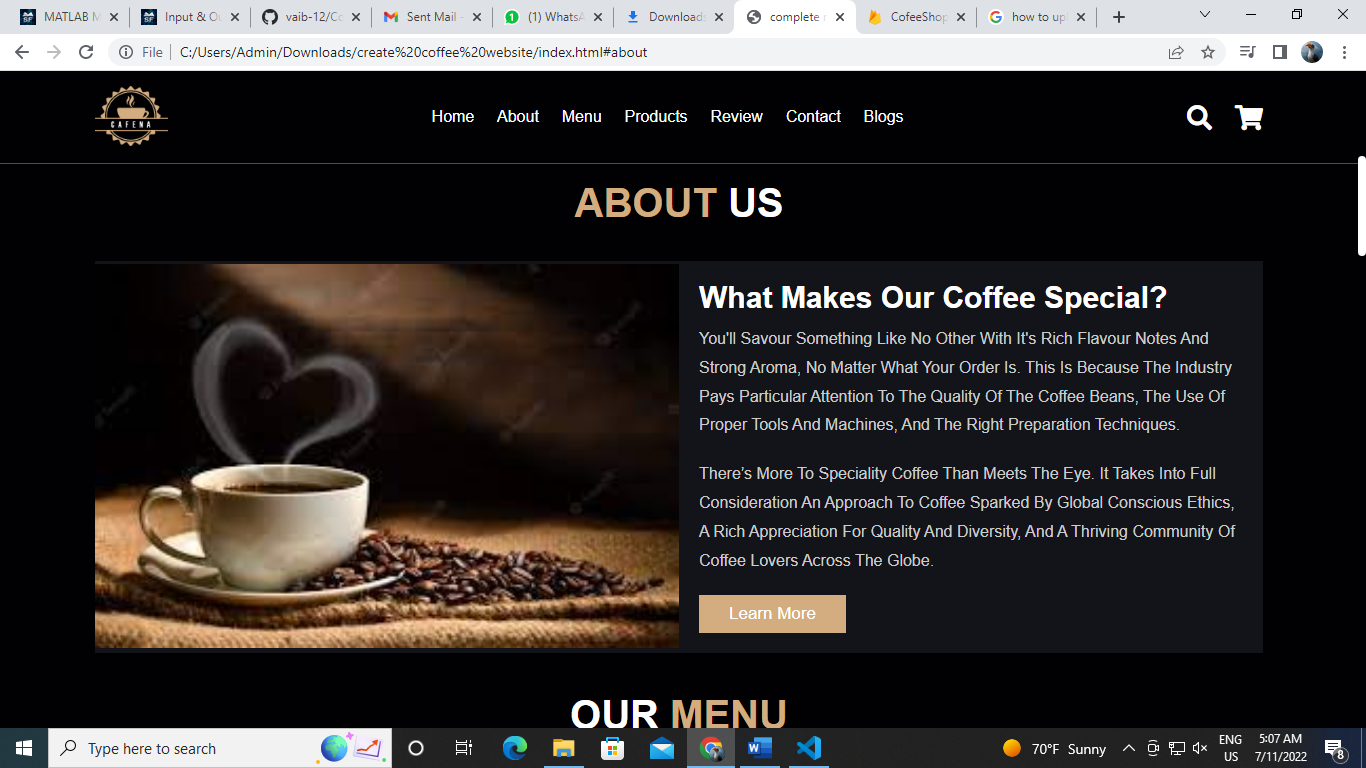 MATLAB M
Input & Ou
vaib-12/Co
Sent Mail -
(1) WhatsA
Downloads
complete r
CofeeShop
how to upl
File
C:/Users/Admin/Downloads/create%20coffee%20website/index.html#about
CAFENA
Home About Menu Products Review Contact Blogs
ABOUT US
What Makes Our Coffee Special?
You'll Savour Something Like No Other With It's Rich Flavour Notes And
Strong Aroma, No Matter What Your Order Is. This Is Because The Industry
Pays Particular Attention To The Quality Of The Coffee Beans, The Use Of
Proper Tools And Machines, And The Right Preparation Techniques.
There's More To Speciality Coffee Than Meets The Eye. It Takes Into Full
Consideration An Approach To Coffee Sparked By Global Conscious Ethics,
A Rich Appreciation For Quality And Diversity, And A Thriving Community Of
Coffee Lovers Across The Globe.
Learn More
OUR MENU
Type here to search
70°F Sunny
ENG
US
5:07 AM
7/11/2022
8